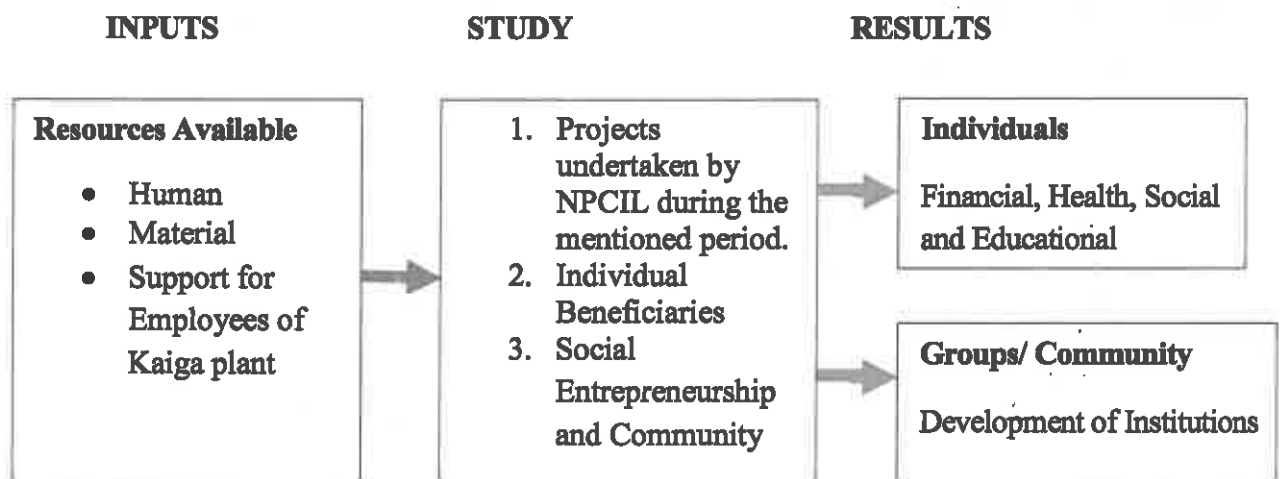 INPUTS STUDY RESULTS
Resources Available
● Human
● Material
● Support for
Employees of
Kaiga plant
1. Projects
undertaken by
NPCIL during the
mentioned period.
2. Individual
Beneficiaries
3. Social
Entrepreneurship
and Community
Individuals
Financial, Health, Social
and Educational
Groups/ Community
Development of Institutions